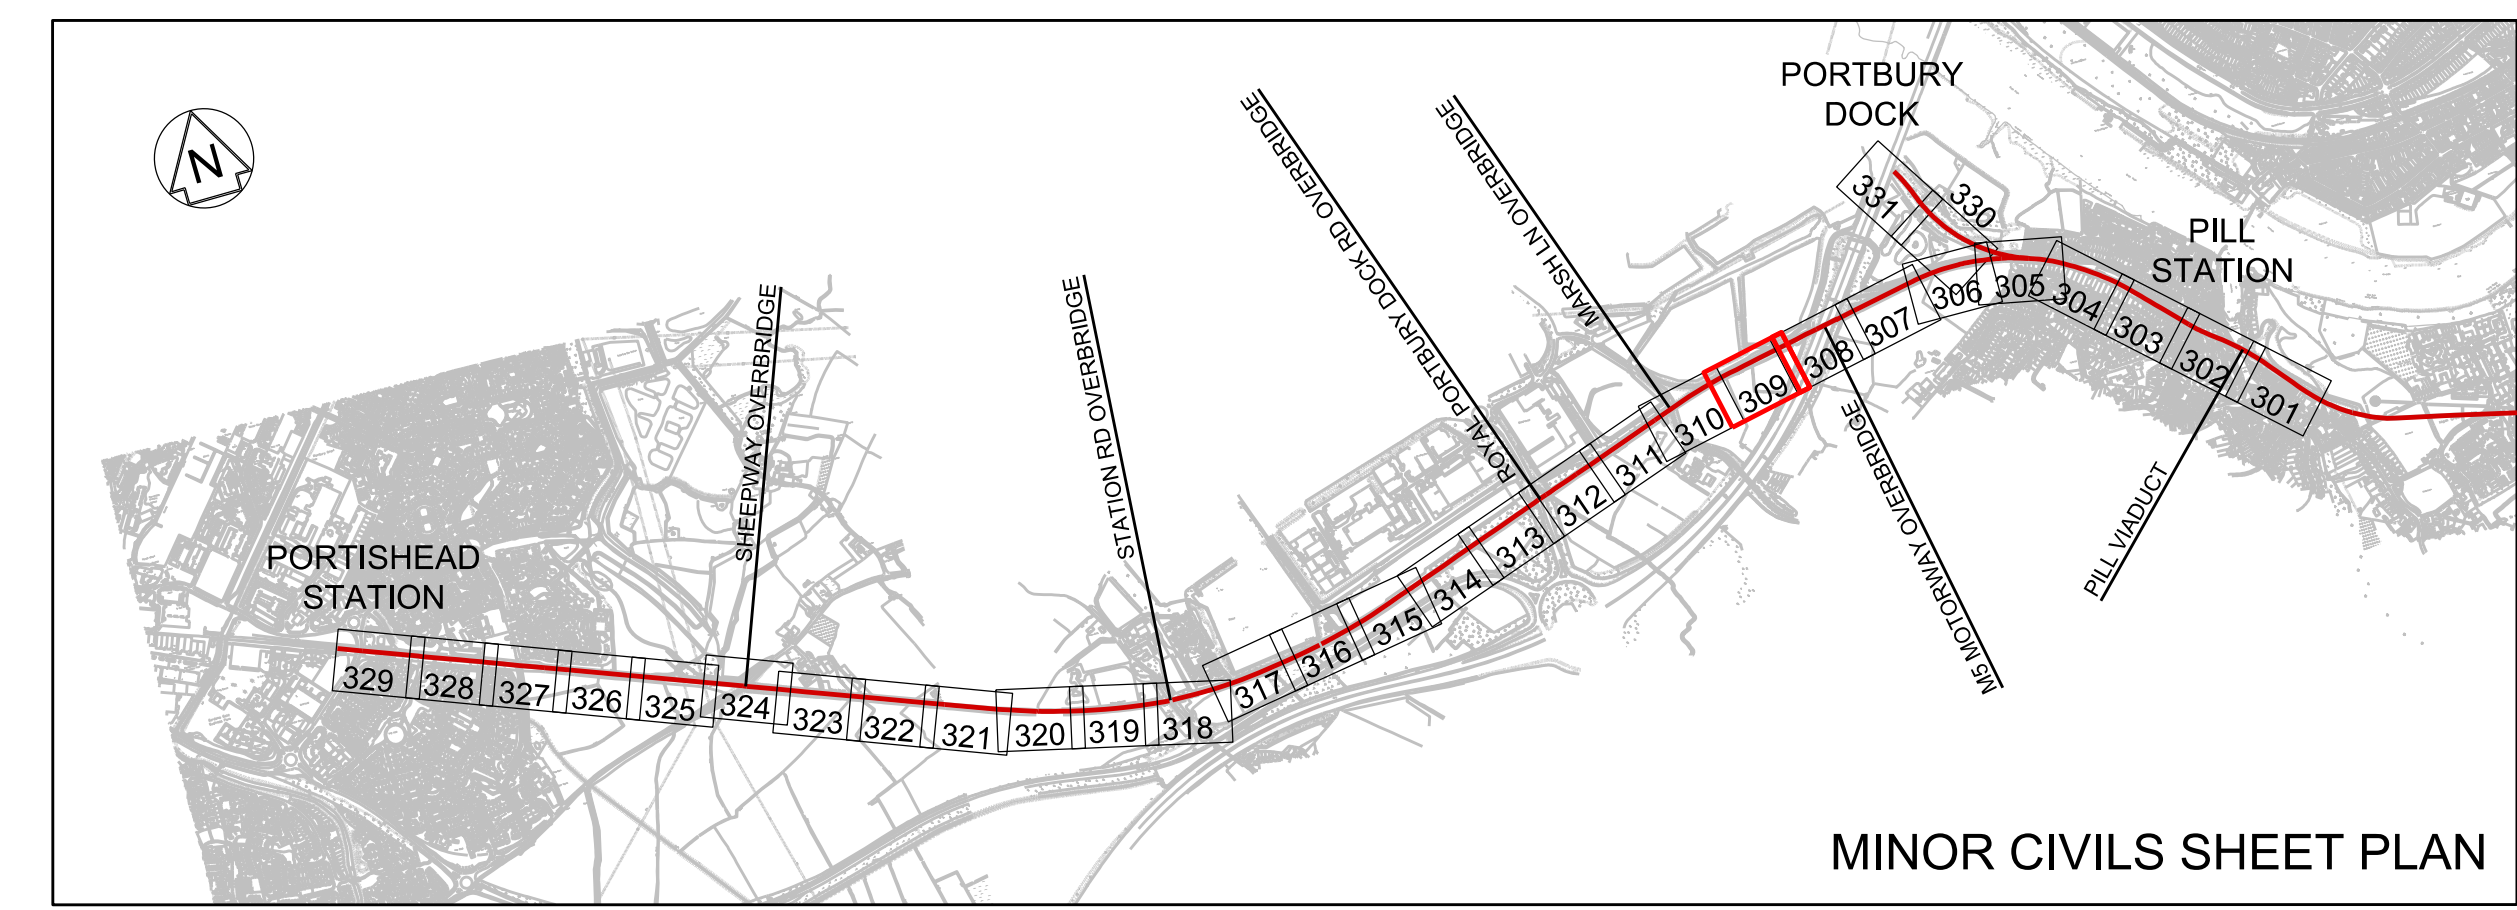 N
PORTBURY
DOCK
PILL
STATION
PORTISHEAD
STATION
SHEEPWAY OVERBRIDGE
STATION RD OVERBRIDGE
ROYAL PORTBURY DOCK RD OVERBRIDGE
MARSH LN OVERBRIDGE
M5 MOTORWAY OVERBRIDGE
PILL VIADUCT
329
328
327
326
325
324
323
322
321
320
319
318
317
316
315
314
313
312
311
310
309
308
307
306
305
304
303
302
301
331
330
MINOR CIVILS SHEET PLAN